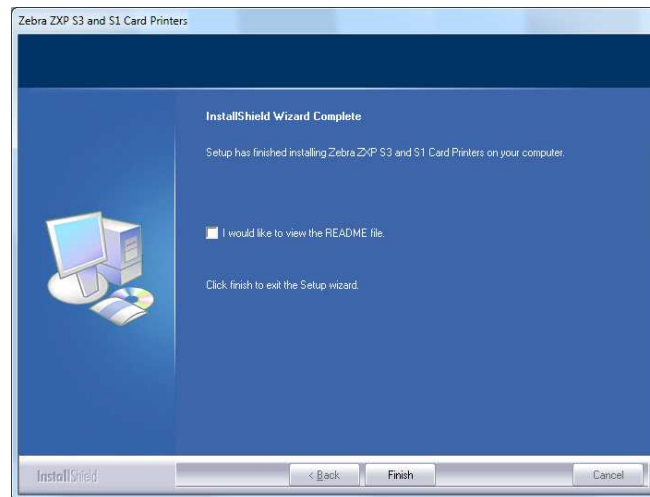 Zebra ZXP S3 and S1 Card Printers
InstallShield Wizard Complete
Setup has finished installing Zebra ZXP S3 and S1 Card Printers on your computer.
I would like to view the README file.
Click finish to exit the Setup wizard.
InstallShield
< Back
Finish
Cancel